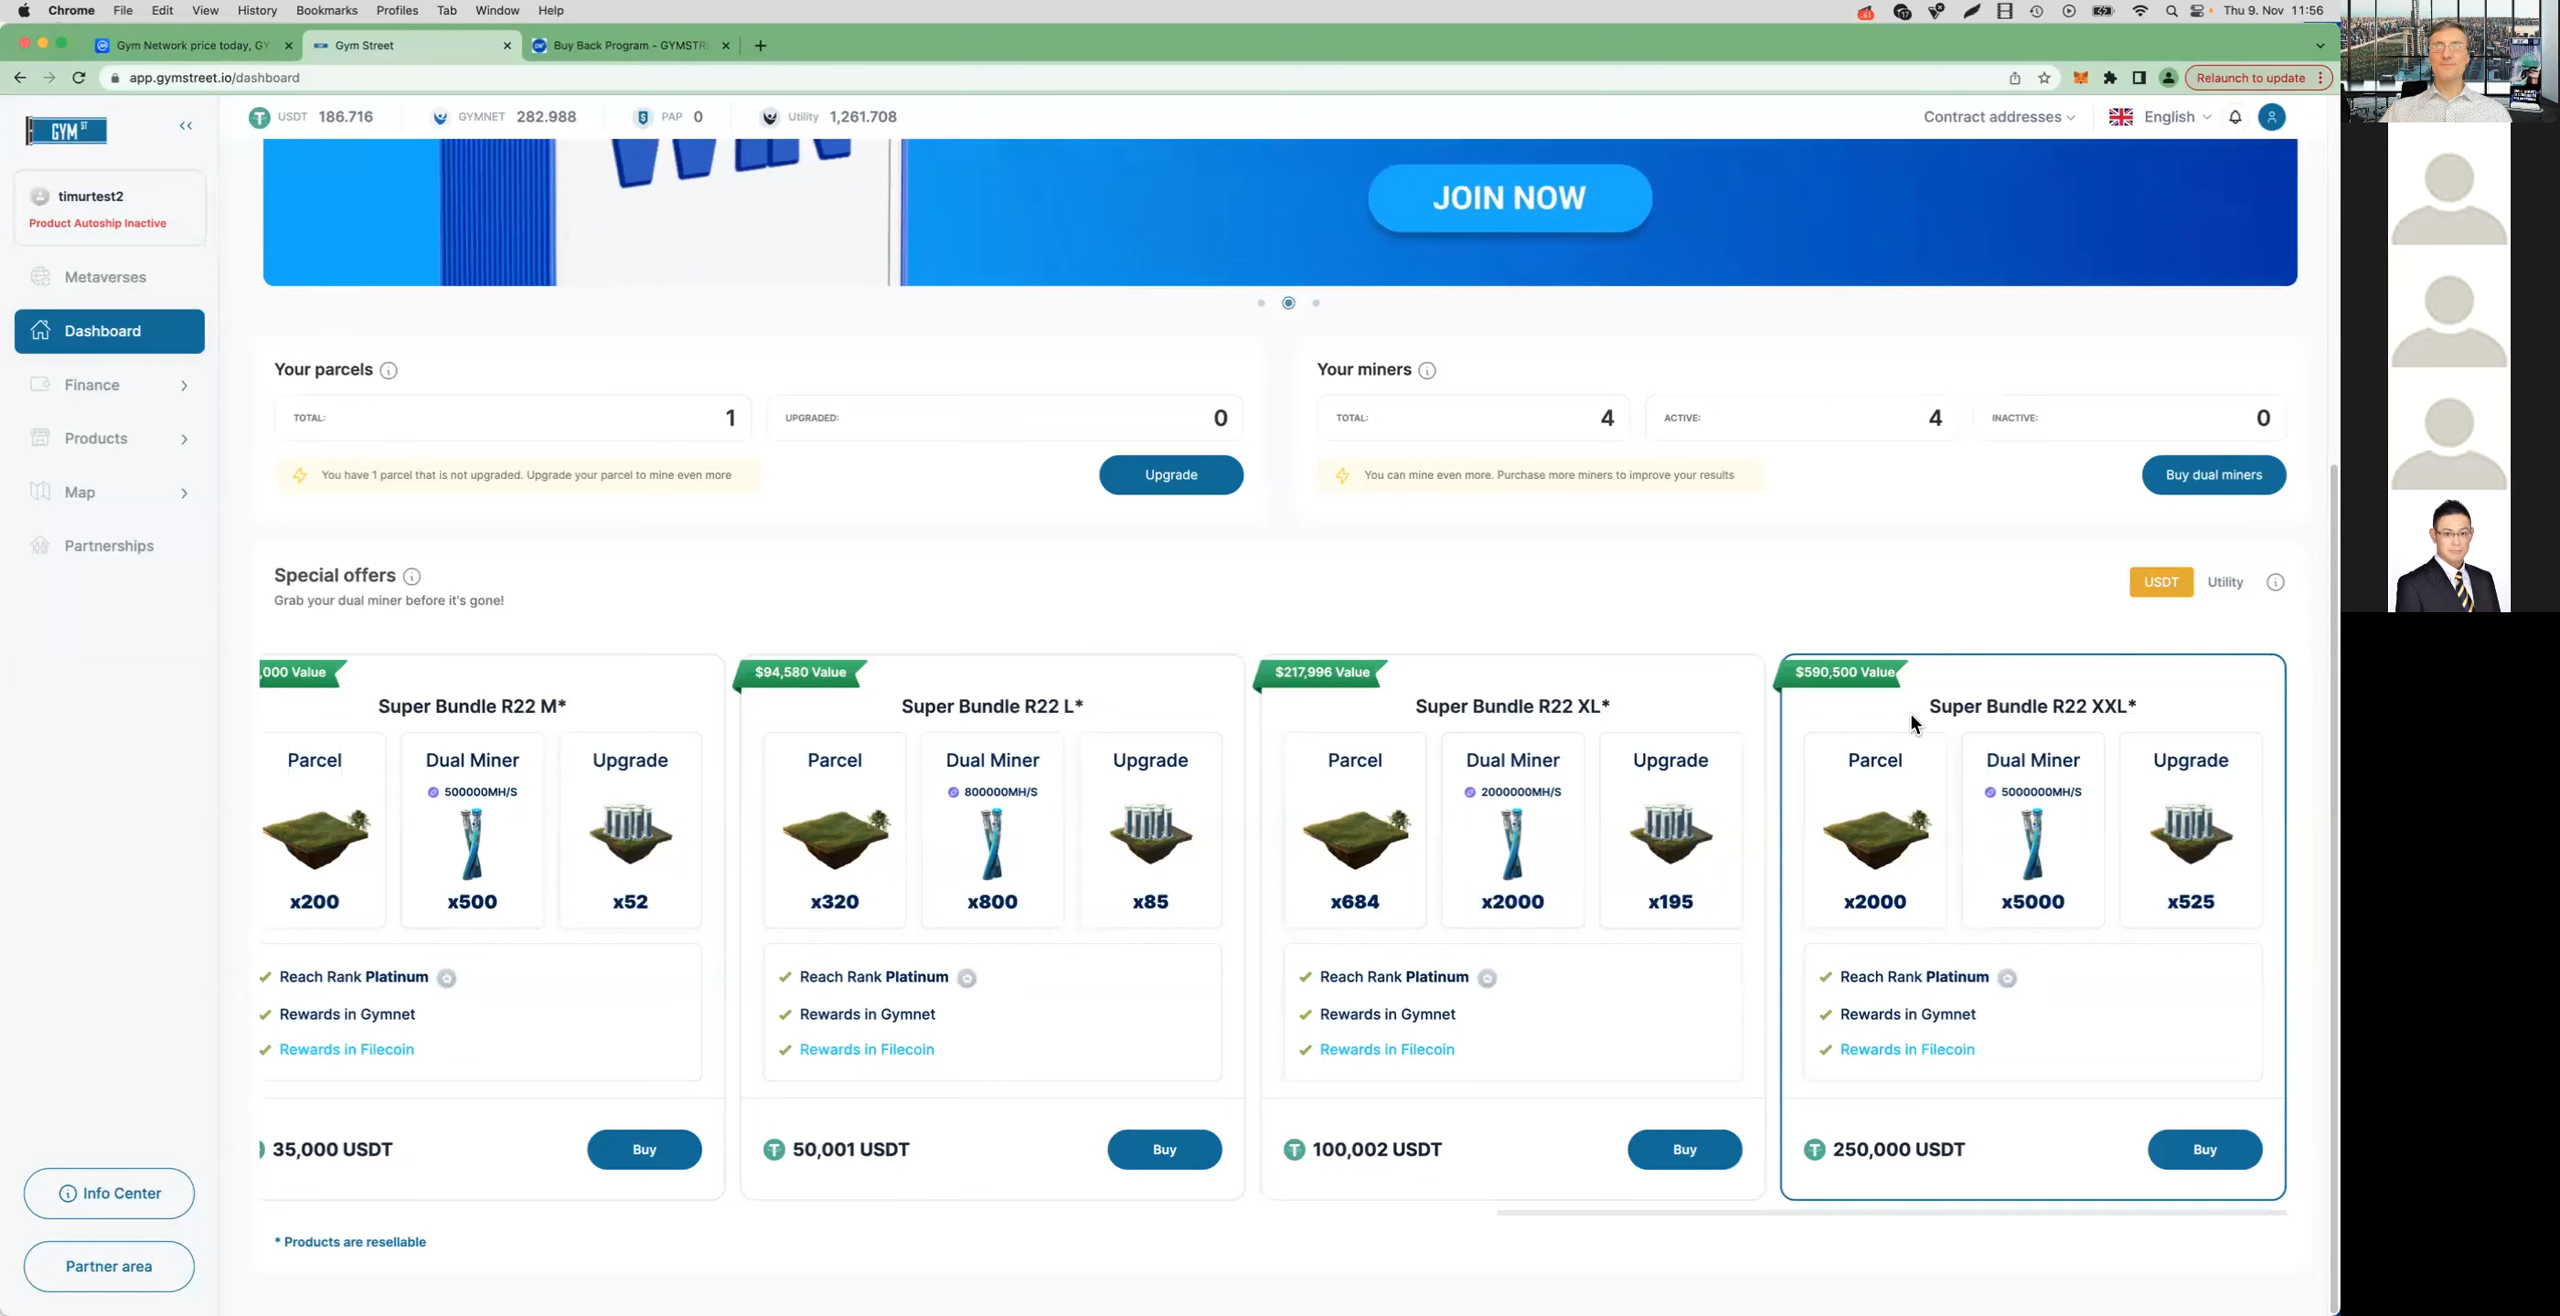 Chrome File Edit View History Bookmarks Profiles Tab Window Help
Thu 9. Nov 11:56
Gym Network price today, GY
Gym Street
Buy Back Program - GYMSTR
app.gymstreet.io/dashboard
Relaunch to update
GYM ST
USDT 186.716
GYMNET 282.988
PAP 0
Utility 1,261.708
Contract addresses
English
timurtest2
Product Autoship Inactive
Metaverses
Dashboard
Finance
Products
Map
Partnerships
Info Center
Partner area
JOIN NOW
Your parcels
TOTAL: 1
UPGRADED: 0
You have 1 parcel that is not upgraded. Upgrade your parcel to mine even more
Upgrade
Your miners
TOTAL: 4
ACTIVE: 4
INACTIVE: 0
You can mine even more. Purchase more miners to improve your results
Buy dual miners
Special offers
Grab your dual miner before it's gone!
USDT
Utility
,000 Value
Super Bundle R22 M*
Parcel
x200
Dual Miner
500000MH/S
x500
Upgrade
x52
Reach Rank Platinum
Rewards in Gymnet
Rewards in Filecoin
35,000 USDT
Buy
$94,580 Value
Super Bundle R22 L*
Parcel
x320
Dual Miner
800000MH/S
x800
Upgrade
x85
Reach Rank Platinum
Rewards in Gymnet
Rewards in Filecoin
50,001 USDT
Buy
$217,996 Value
Super Bundle R22 XL*
Parcel
x684
Dual Miner
2000000MH/S
x2000
Upgrade
x195
Reach Rank Platinum
Rewards in Gymnet
Rewards in Filecoin
100,002 USDT
Buy
$590,500 Value
Super Bundle R22 XXL*
Parcel
x2000
Dual Miner
5000000MH/S
x5000
Upgrade
x525
Reach Rank Platinum
Rewards in Gymnet
Rewards in Filecoin
250,000 USDT
Buy
* Products are resellable